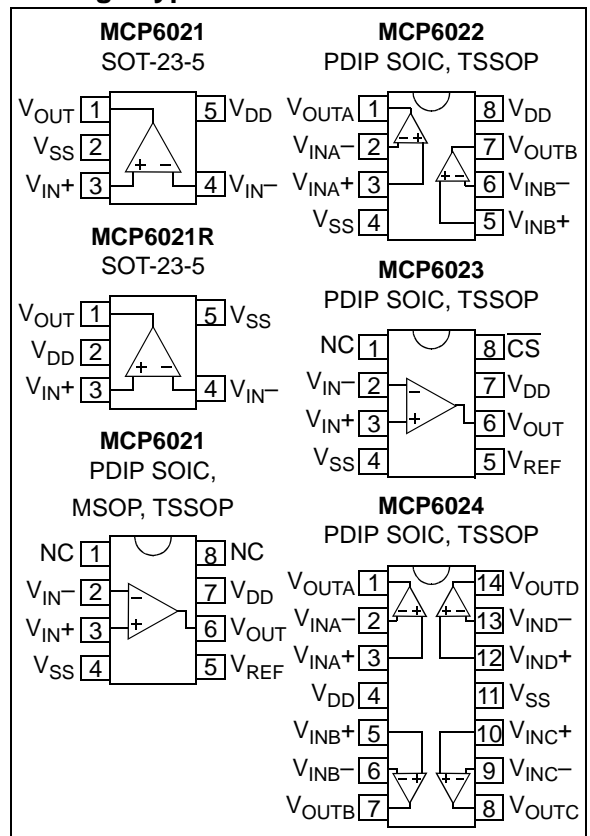 MCP6021
SOT-23-5
VOUT 1
5 VDD
VSS 2
VIN+ 3
4 VIN–
+ –
MCP6021R
SOT-23-5
VOUT 1
5 VSS
VDD 2
VIN+ 3
4 VIN–
+ –
MCP6021
PDIP SOIC,
MSOP, TSSOP
NC 1
8 NC
VIN– 2
7 VDD
VIN+ 3
6 VOUT
VSS 4
5 VREF
–
+
MCP6022
PDIP SOIC, TSSOP
VOUTA 1
8 VDD
VINA– 2
7 VOUTB
VINA+ 3
6 VINB–
VSS 4
5 VINB+
– +
+ –
MCP6023
PDIP SOIC, TSSOP
NC 1
8 CS
VIN– 2
7 VDD
VIN+ 3
6 VOUT
VSS 4
5 VREF
–
+
MCP6024
PDIP SOIC, TSSOP
VOUTA 1
14 VOUTD
VINA– 2
13 VIND–
VINA+ 3
12 VIND+
VDD 4
11 VSS
VINB+ 5
10 VINC+
VINB– 6
9 VINC–
VOUTB 7
8 VOUTC
– +
+ –
– +
+ –